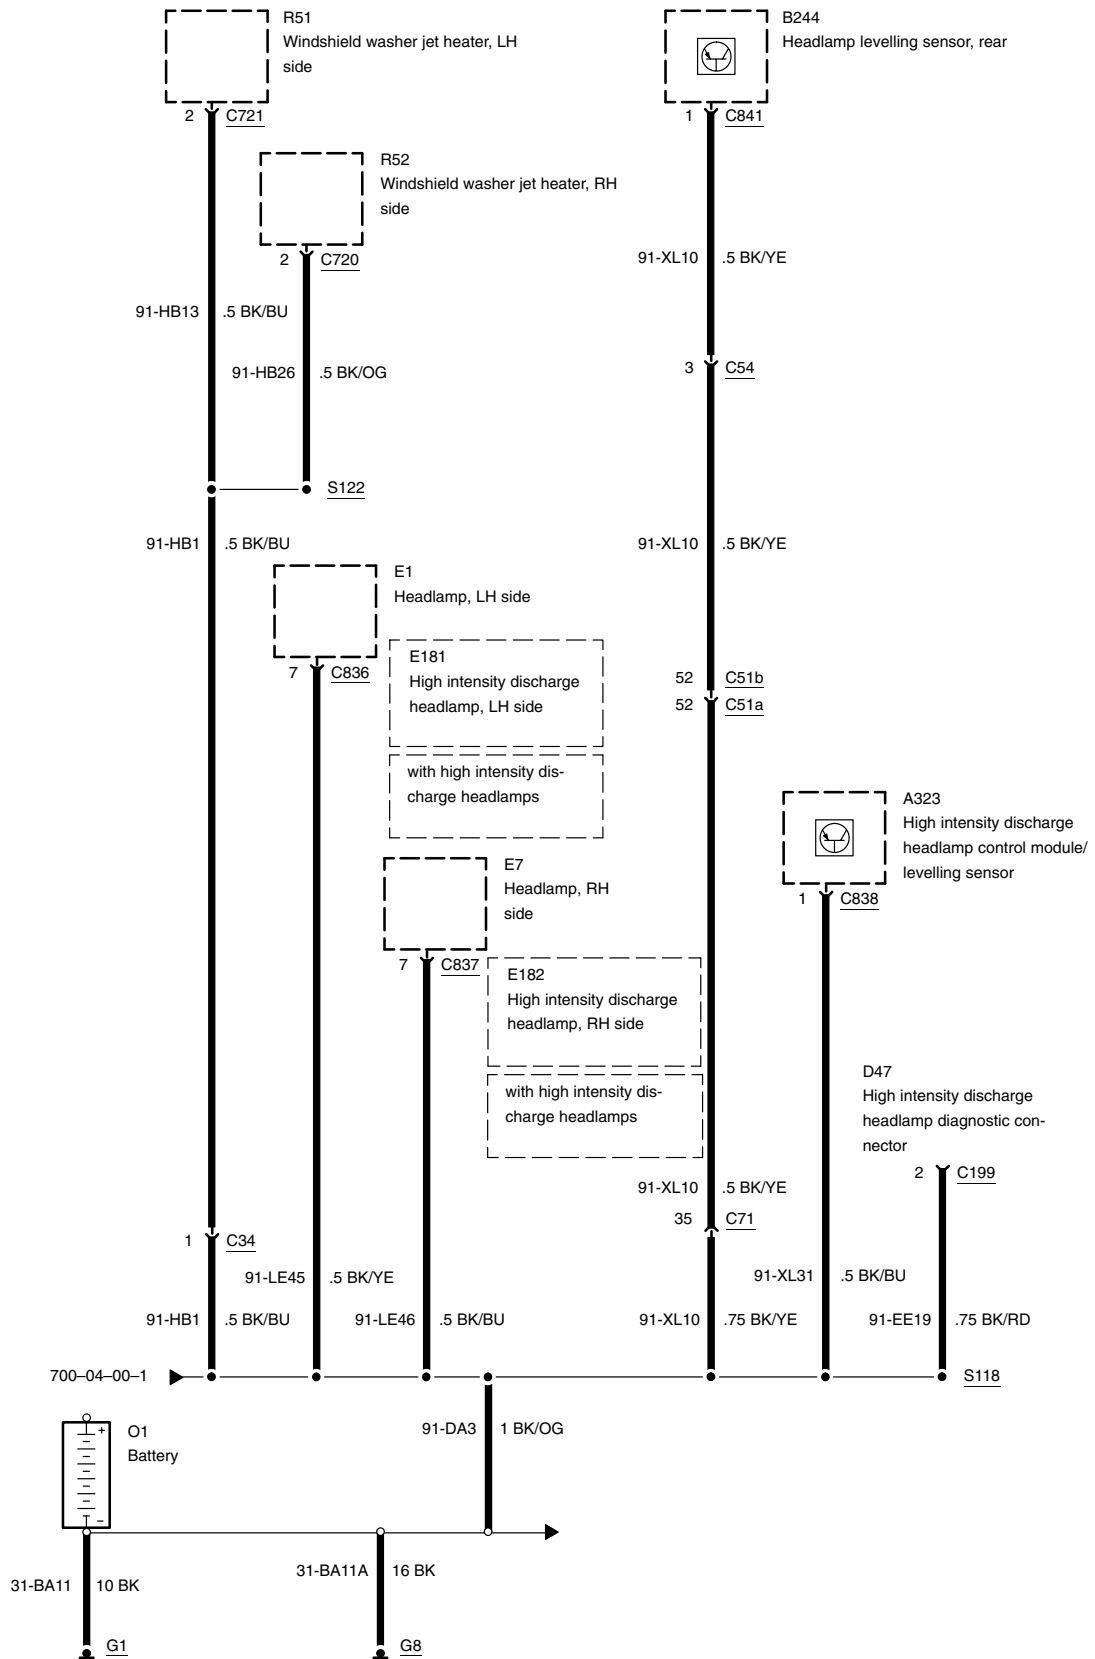 R51
Windshield washer jet heater, LH
side
2 C721
B244
Headlamp levelling sensor, rear
1 C841
R52
Windshield washer jet heater, RH
side
2 C720
91-XL10 .5 BK/YE
91-HB13 .5 BK/BU
3 C54
91-HB26 .5 BK/OG
S122
91-HB1 .5 BK/BU
91-XL10 .5 BK/YE
E1
Headlamp, LH side
7 C836
E181
High intensity discharge
headlamp, LH side
52 C51b
52 C51a
with high intensity dis-
charge headlamps
A323
High intensity discharge
headlamp control module/
levelling sensor
1 C838
E7
Headlamp, RH
side
7 C837
E182
High intensity discharge
headlamp, RH side
with high intensity dis-
charge headlamps
D47
High intensity discharge
headlamp diagnostic con-
nector
2 C199
91-XL10 .5 BK/YE
35 C71
1 C34
91-LE45 .5 BK/YE
91-XL31 .5 BK/BU
91-HB1 .5 BK/BU
91-LE46 .5 BK/BU
91-XL10 .75 BK/YE
91-EE19 .75 BK/RD
700–04–00–1
S118
O1
Battery
+
–
91-DA3 1 BK/OG
31-BA11 10 BK
31-BA11A 16 BK
G1
G8